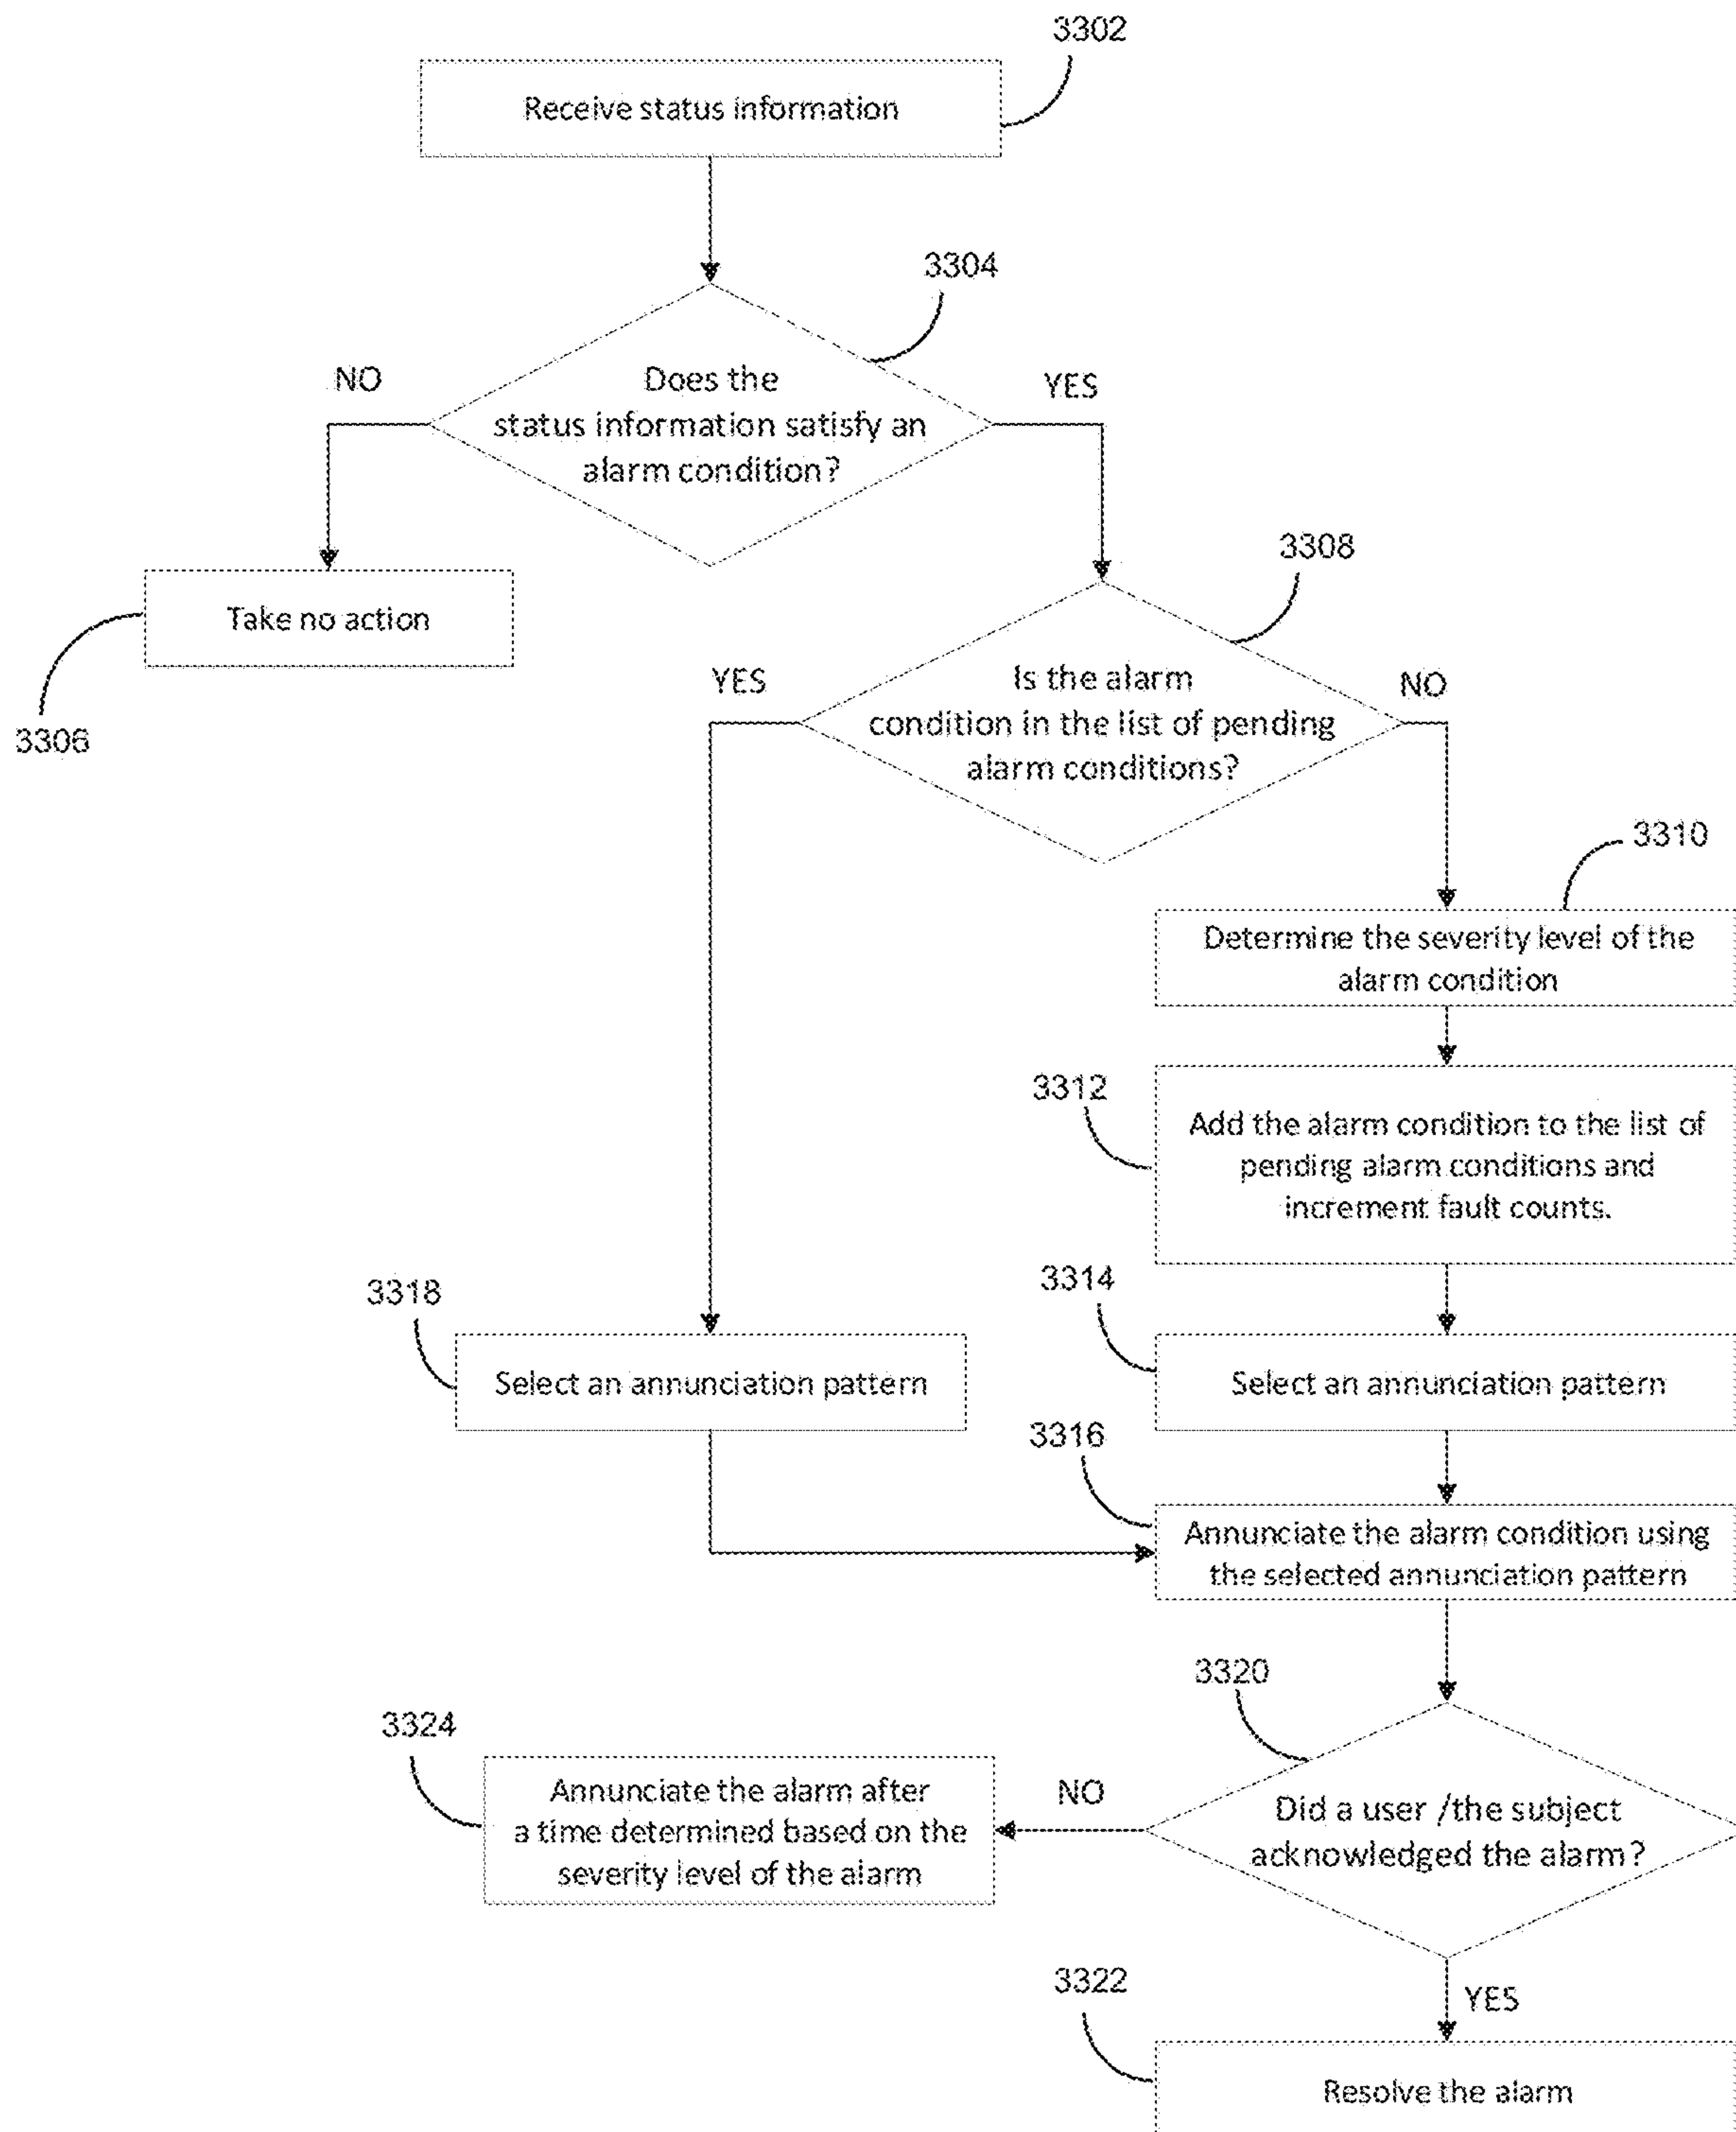 3302
Receive status information
3304
NO
YES
Does the
status information satisfy an
alarm condition?
3308
Take no action
3306
YES
NO
Is the alarm
condition in the list of pending
alarm conditions?
3310
Determine the severity level of the
alarm condition
3312
Add the alarm condition to the list of
pending alarm conditions and
increment fault counts.
3318
3314
Select an annunciation pattern
Select an annunciation pattern
3316
Annunciate the alarm condition using
the selected annunciation pattern
3320
3324
Annunciate the alarm after
a time determined based on the
severity level of the alarm
NO
Did a user /the subject
acknowledged the alarm?
3322
YES
Resolve the alarm